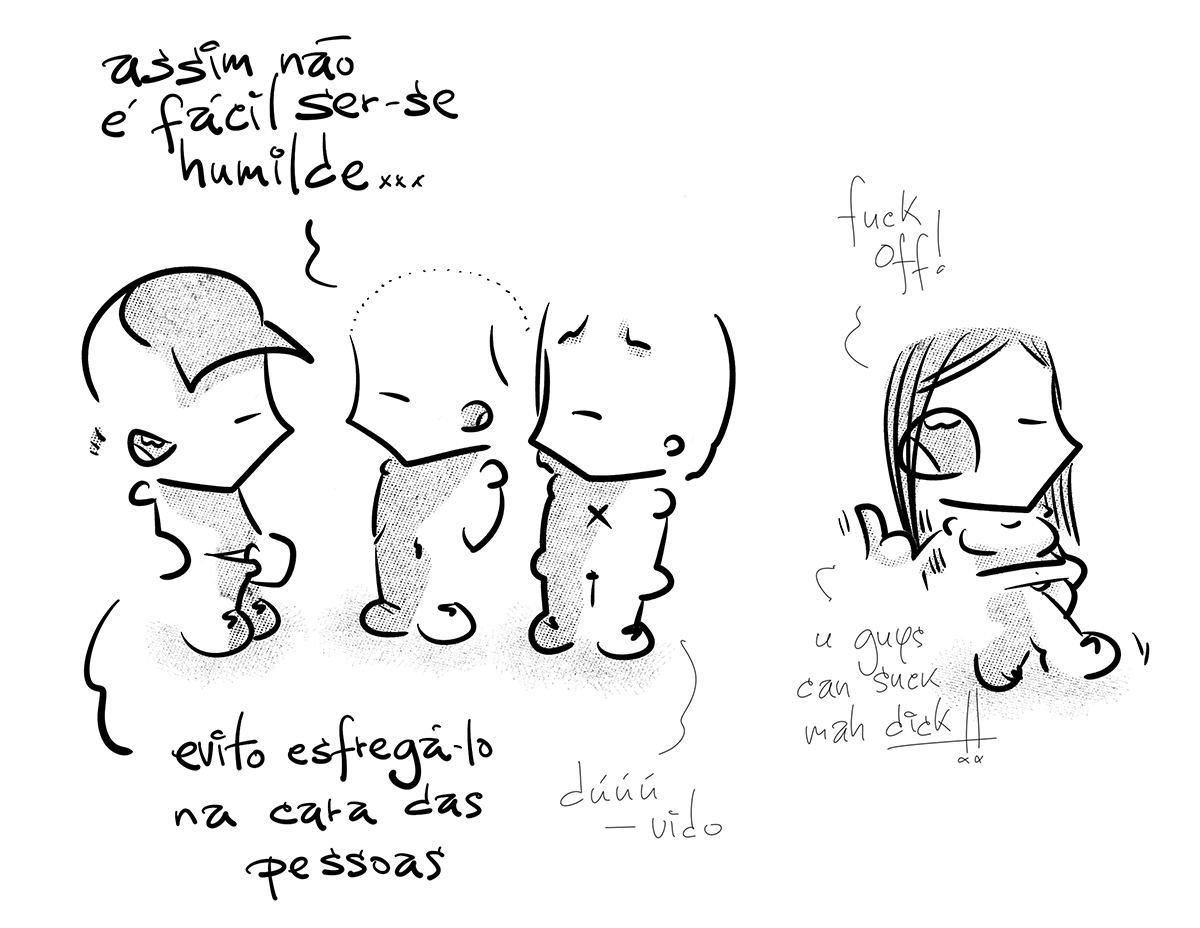 assim não
é fácil ser-se
humilde...
fuck
off!
evito esfregá-lo
na cara das
pessoas
dúúú
— vido
u guys
can suck
mah dick!!